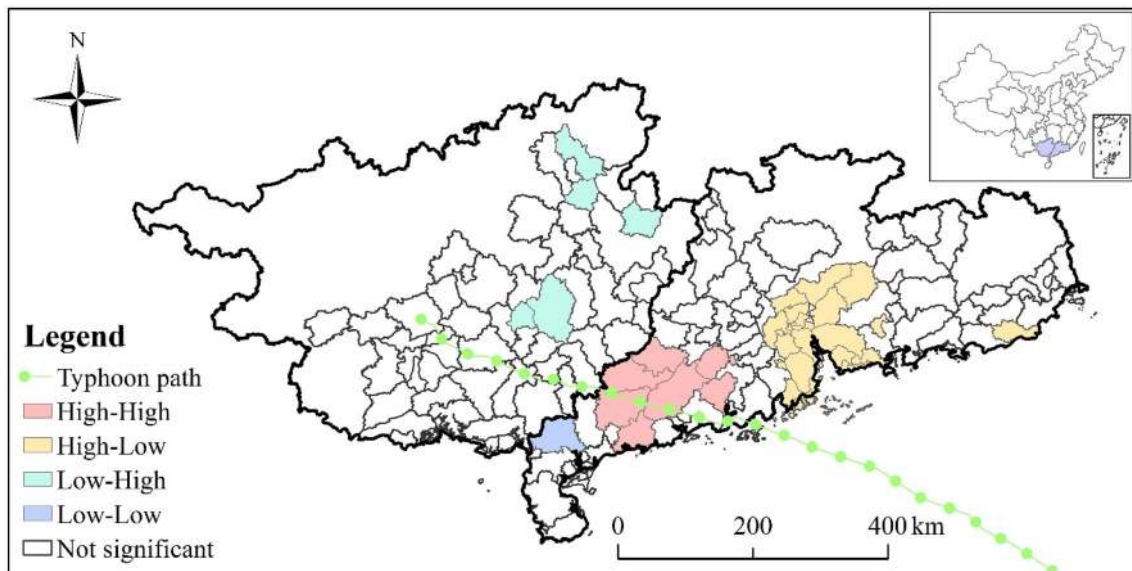 N
Legend
Typhoon path
High-High
High-Low
Low-High
Low-Low
Not significant
0 200 400 km